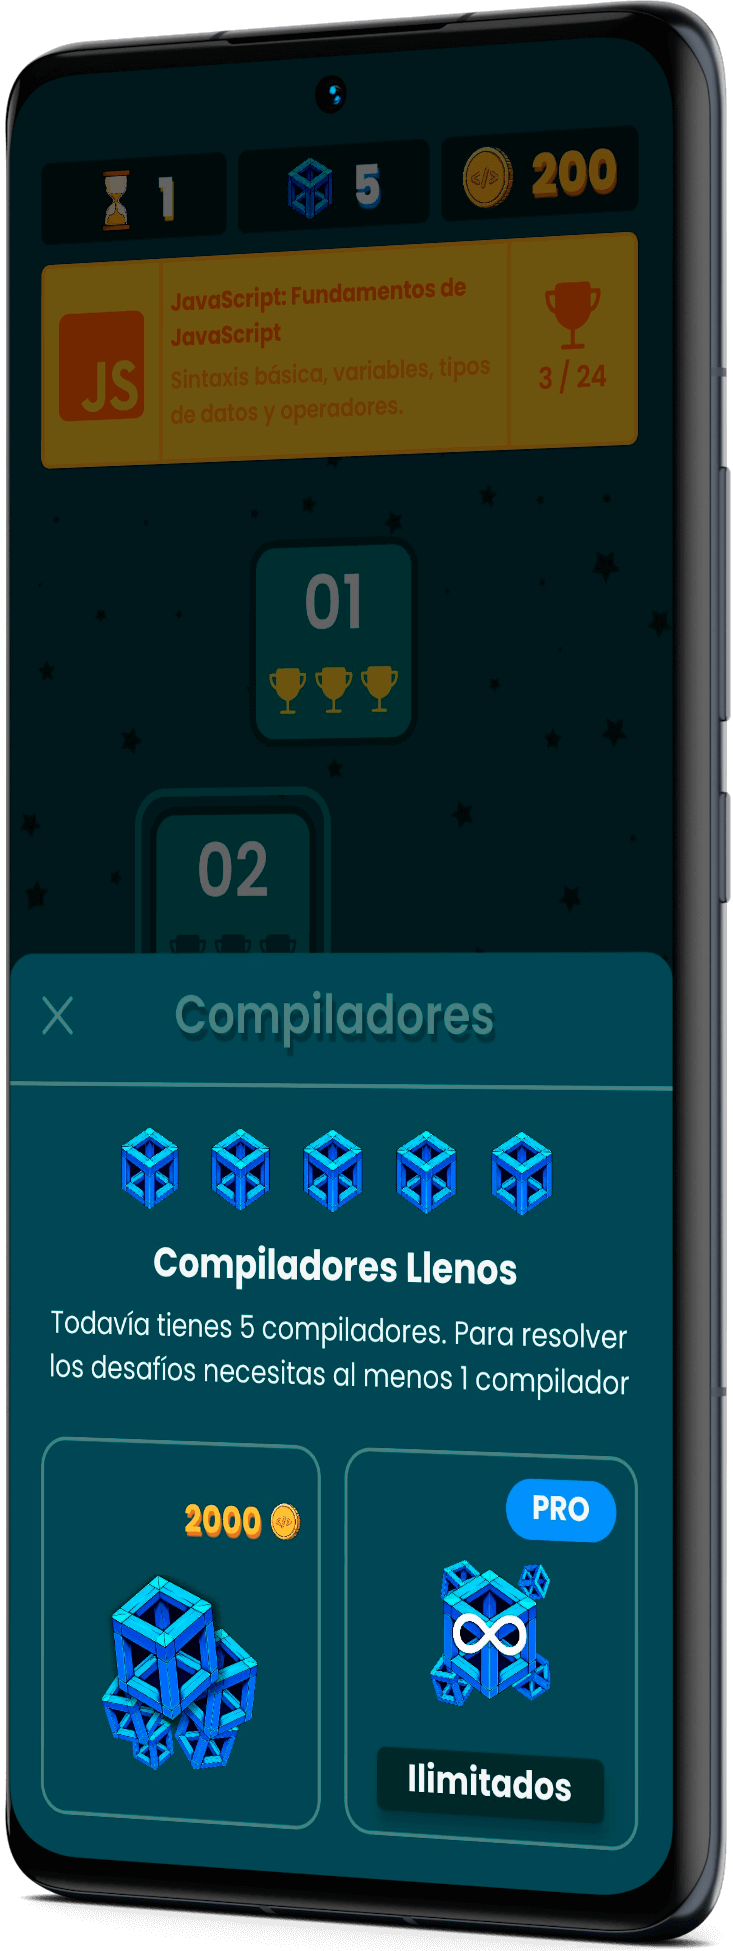 1
5
200
JavaScript: Fundamentos de
JavaScript
Sintaxis básica, variables, tipos
de datos y operadores.
JS
3 / 24
01
02
Compiladores
Compiladores Llenos
Todavía tienes 5 compiladores. Para resolver
los desafíos necesitas al menos 1 compilador
2000
PRO
Ilimitados